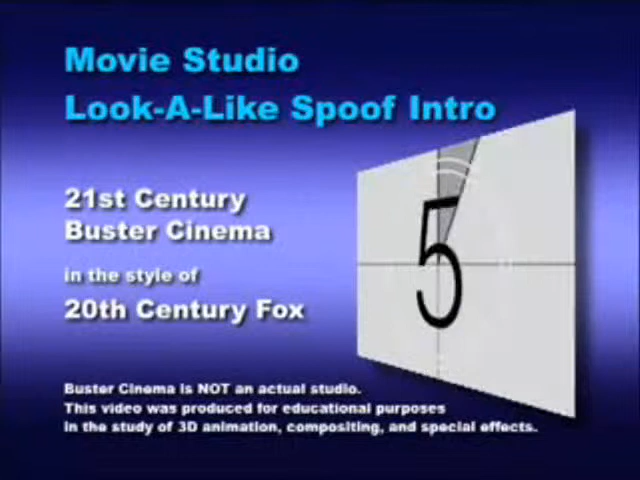 Movie Studio
Look-A-Like Spoof Intro
21st Century
Buster Cinema
in the style of
20th Century Fox
5
Buster Cinema is NOT an actual studio.
This video was produced for educational purposes
in the study of 3D animation, compositing, and special effects.